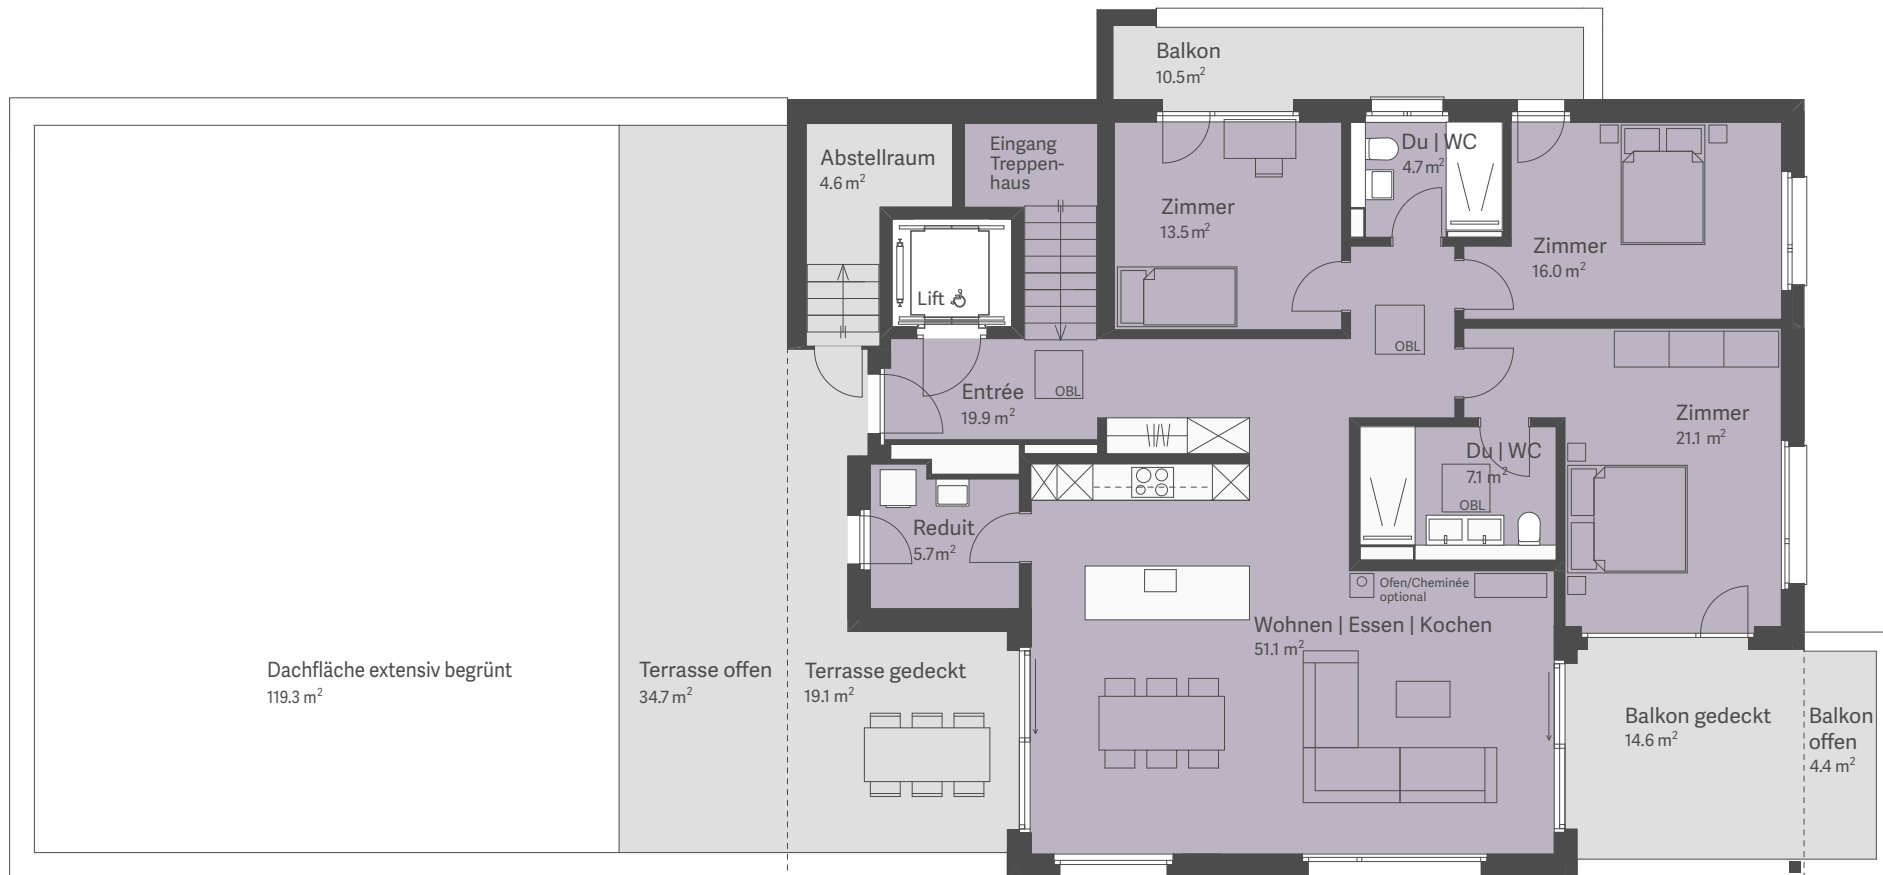 Balkon
10.5 m²
Abstellraum
4.6 m²
Eingang
Treppen-
haus
Du | WC
4.7 m²
Zimmer
13.5 m²
Zimmer
16.0 m²
Lift
OBL
OBL
Entrée
19.9 m²
Zimmer
21.1 m²
Du | WC
7.1 m²
OBL
Reduit
5.7 m²
Ofen/Cheminée
optional
Wohnen | Essen | Kochen
51.1 m²
Dachfläche extensiv begrünt
119.3 m²
Terrasse offen
34.7 m²
Terrasse gedeckt
19.1 m²
Balkon gedeckt
14.6 m²
Balkon
offen
4.4 m²